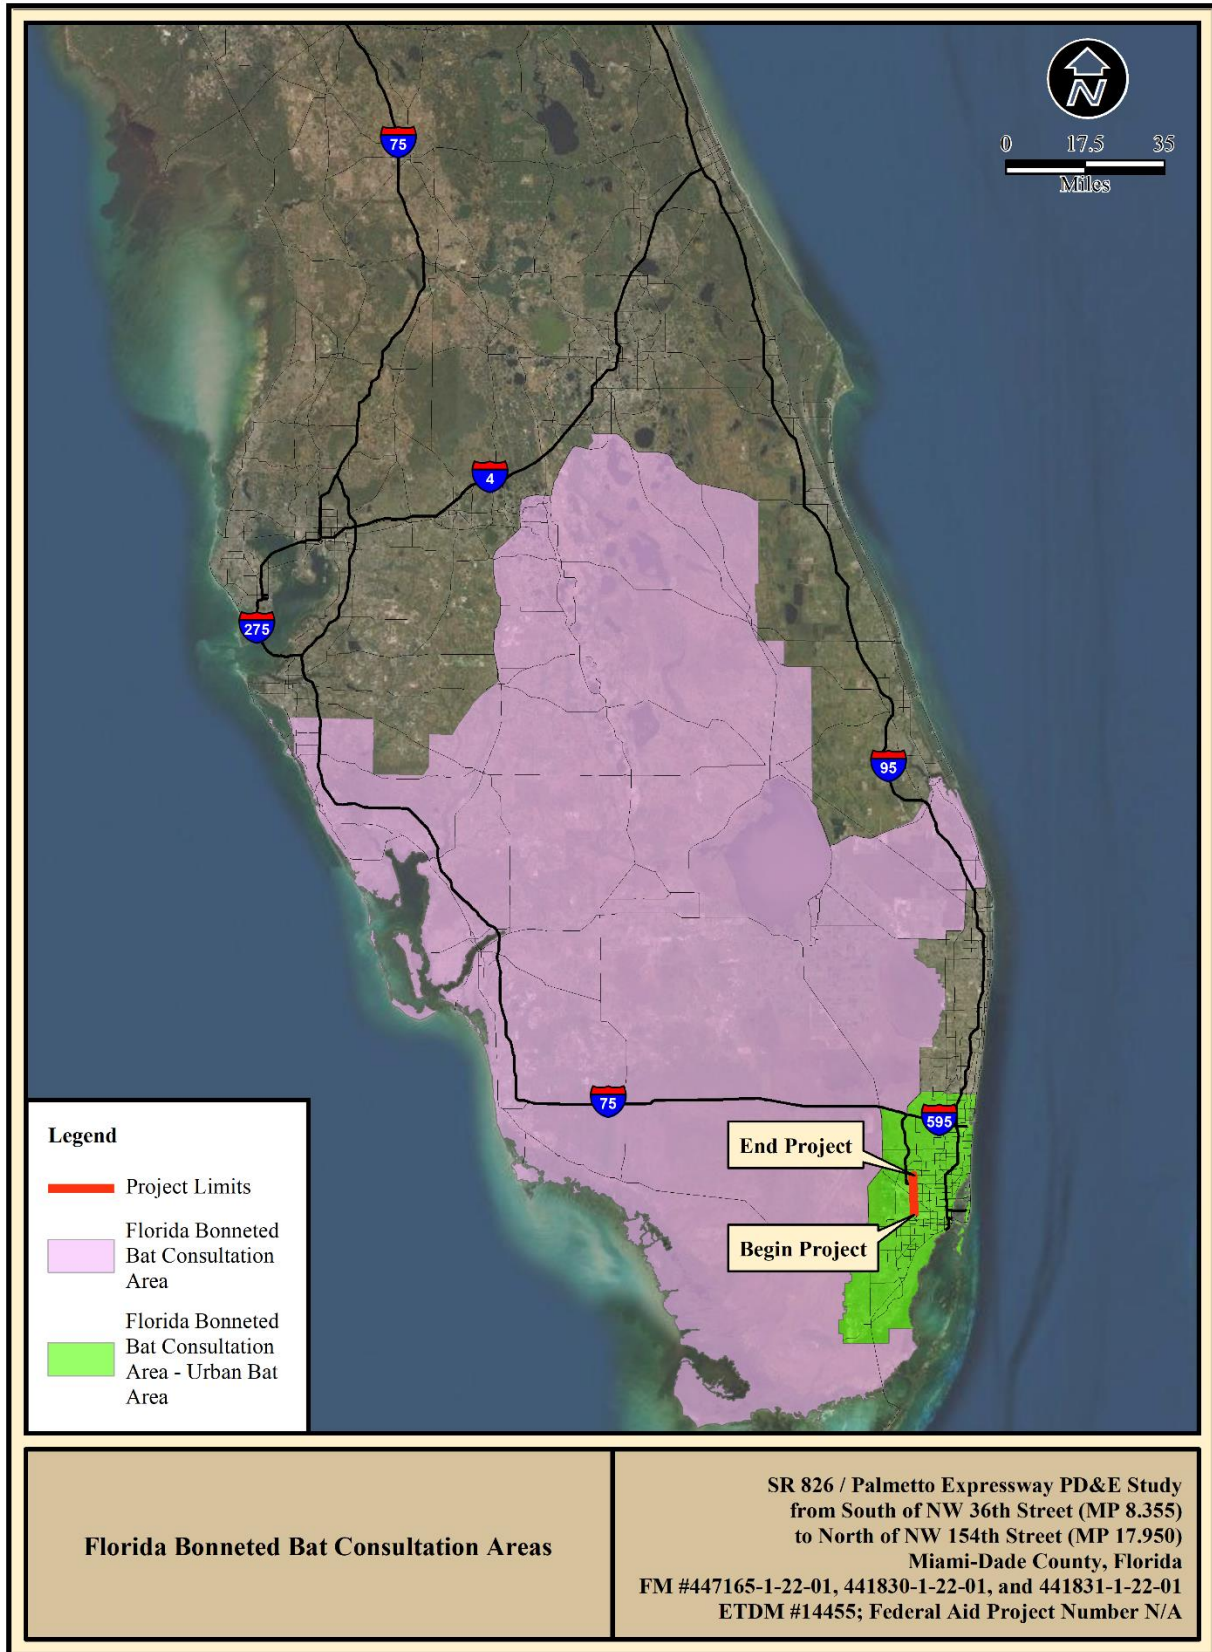 N
0 17.5 35
Miles
75
4
275
95
75
595
End Project
Begin Project
Legend
Project Limits
Florida Bonneted
Bat Consultation
Area
Florida Bonneted
Bat Consultation
Area - Urban Bat
Area
Florida Bonneted Bat Consultation Areas
SR 826 / Palmetto Expressway PD&E Study
from South of NW 36th Street (MP 8.355)
to North of NW 154th Street (MP 17.950)
Miami-Dade County, Florida
FM #447165-1-22-01, 441830-1-22-01, and 441831-1-22-01
ETDM #14455; Federal Aid Project Number N/A